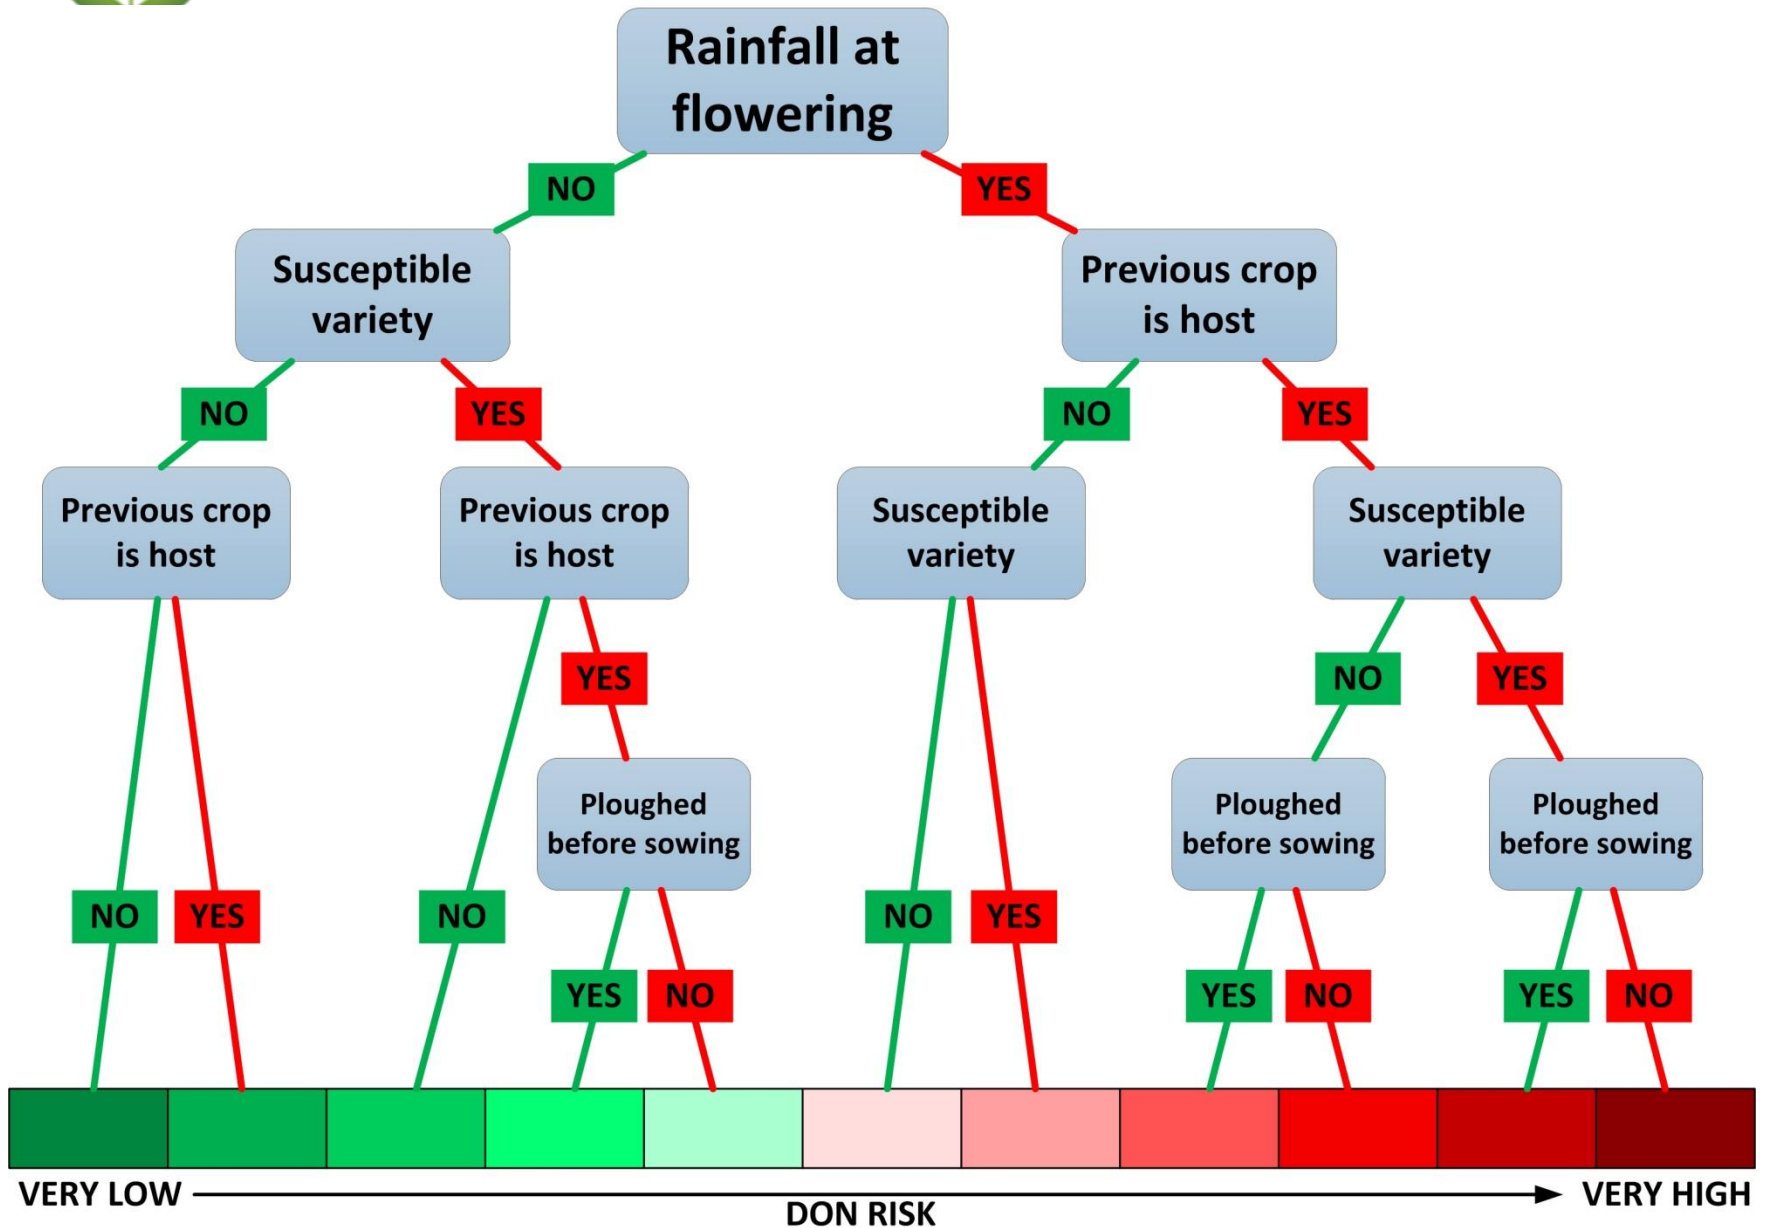 Rainfall at
flowering
NO
YES
Susceptible
variety
Previous crop
is host
NO
YES
NO
YES
Previous crop
is host
Previous crop
is host
Susceptible
variety
Susceptible
variety
YES
NO
YES
Ploughed
before sowing
Ploughed
before sowing
Ploughed
before sowing
NO
YES
NO
NO
YES
YES
NO
YES
NO
YES
NO
VERY LOW
DON RISK
VERY HIGH